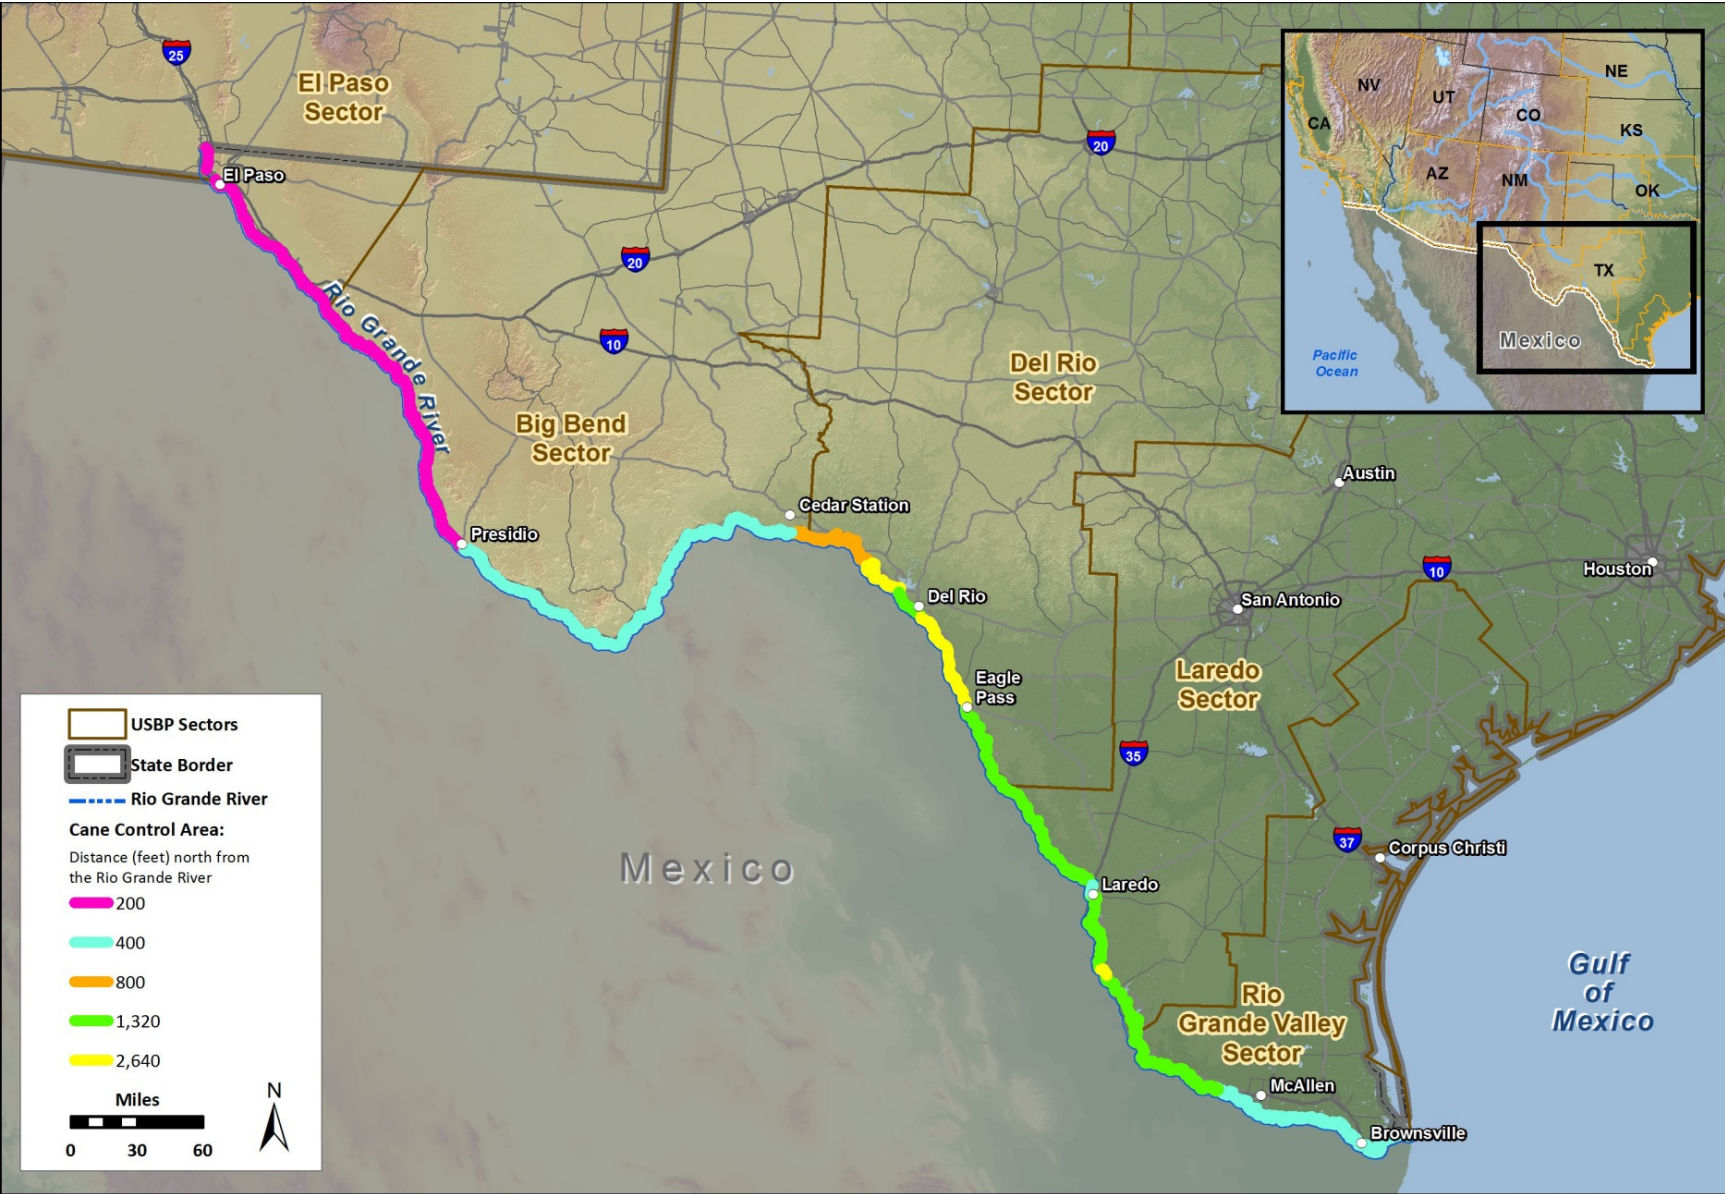 25
El Paso
Sector
El Paso
20
20
10
Rio Grande River
Big Bend
Sector
Del Rio
Sector
Presidio
Cedar Station
Del Rio
Eagle
Pass
Austin
San Antonio
Houston
10
Laredo
Sector
35
37
Corpus Christi
Laredo
Rio
Grande Valley
Sector
McAllen
Brownsville
Mexico
Gulf
of
Mexico
NV
UT
CA
CO
NE
KS
AZ
NM
OK
TX
Mexico
Pacific
Ocean
USBP Sectors
State Border
Rio Grande River
Cane Control Area:
Distance (feet) north from
the Rio Grande River
200
400
800
1,320
2,640
Miles
0 30 60
N